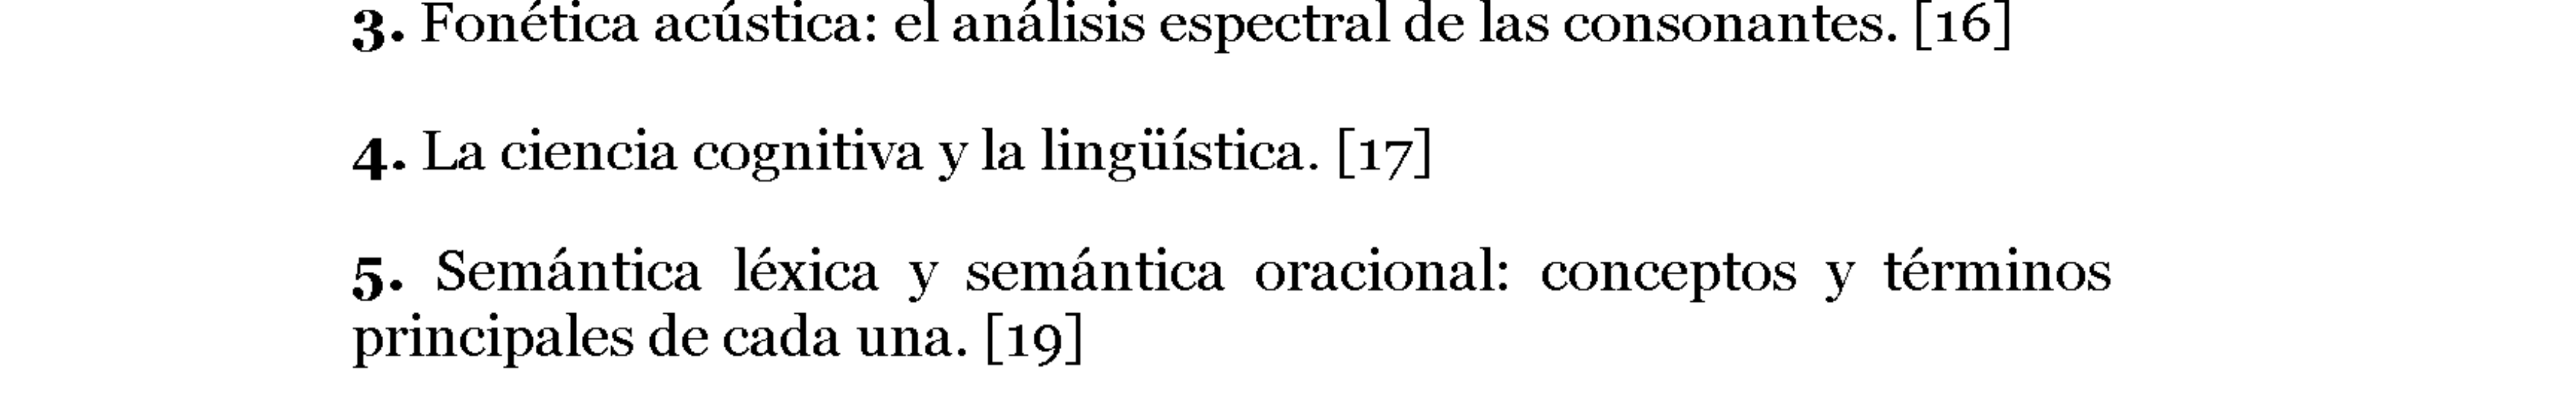 3. Fonética acústica: el análisis espectral de las consonantes. [16]
4. La ciencia cognitiva y la lingüística. [17]
5. Semántica léxica y semántica oracional: conceptos y términos
principales de cada una. [19]